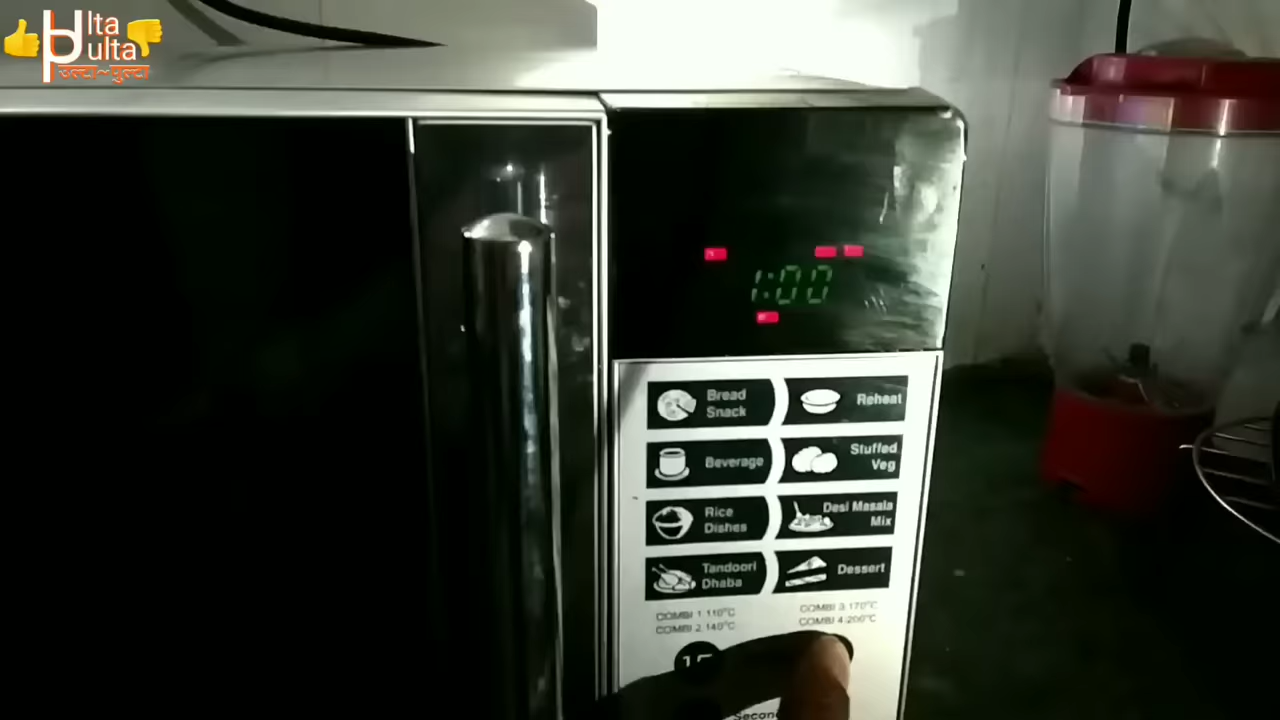 Ulta
Pulta
उल्टा~पुल्टा
1:00
Bread
Snack
Reheat
Beverage
Stuffed
Veg
Rice
Dishes
Desi Masala
Mix
Tandoori
Dhaba
Dessert
COMBI 1 110°C
COMBI 3 170°C
COMBI 2 140°C
COMBI 4 200°C